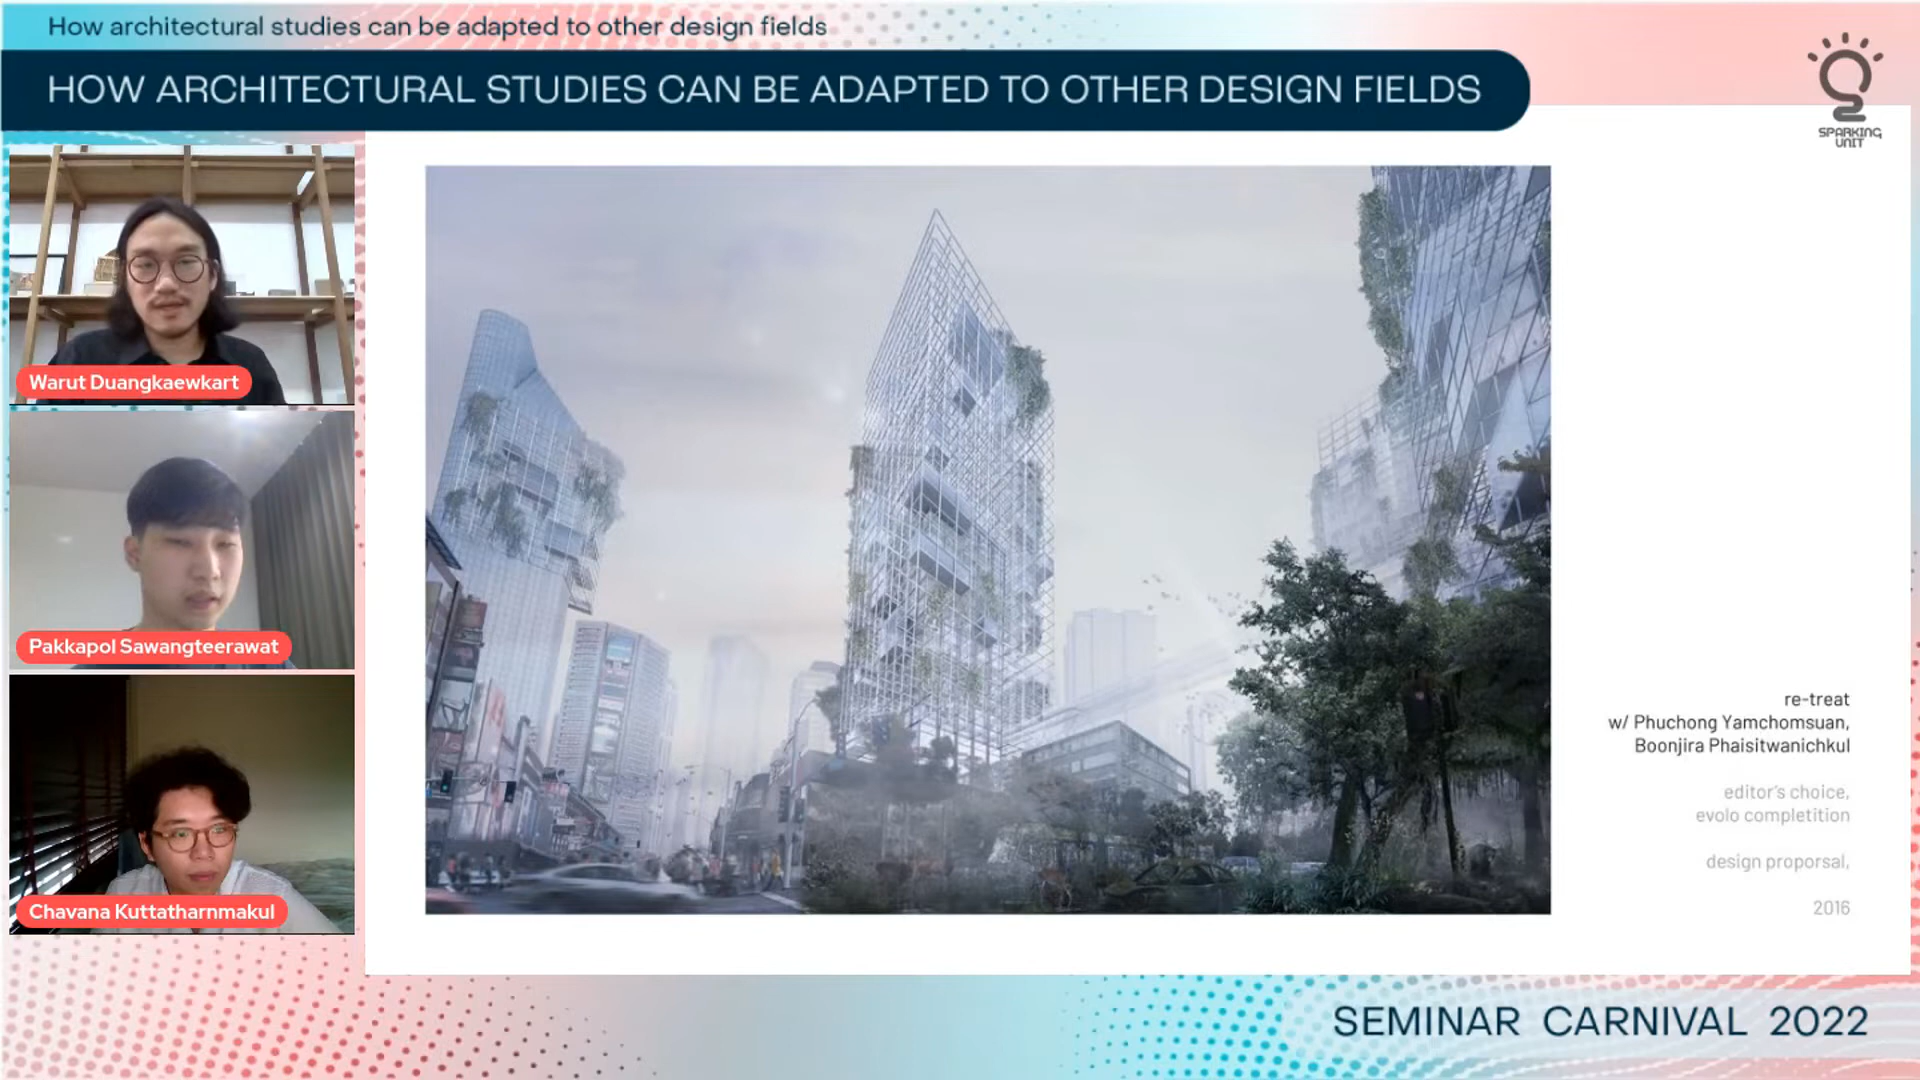 How architectural studies can be adapted to other design fields
HOW ARCHITECTURAL STUDIES CAN BE ADAPTED TO OTHER DESIGN FIELDS
SPARKING
UNIT
Warut Duangkaewkart
Pakkapol Sawangteerawat
Chavana Kuttatharnmakul
re-treat
w/ Phuchong Yamchomsuan,
Boonjira Phaisitwanichkul
editor's choice,
evolo completition
design proporsal,
2016
SEMINAR CARNIVAL 2022